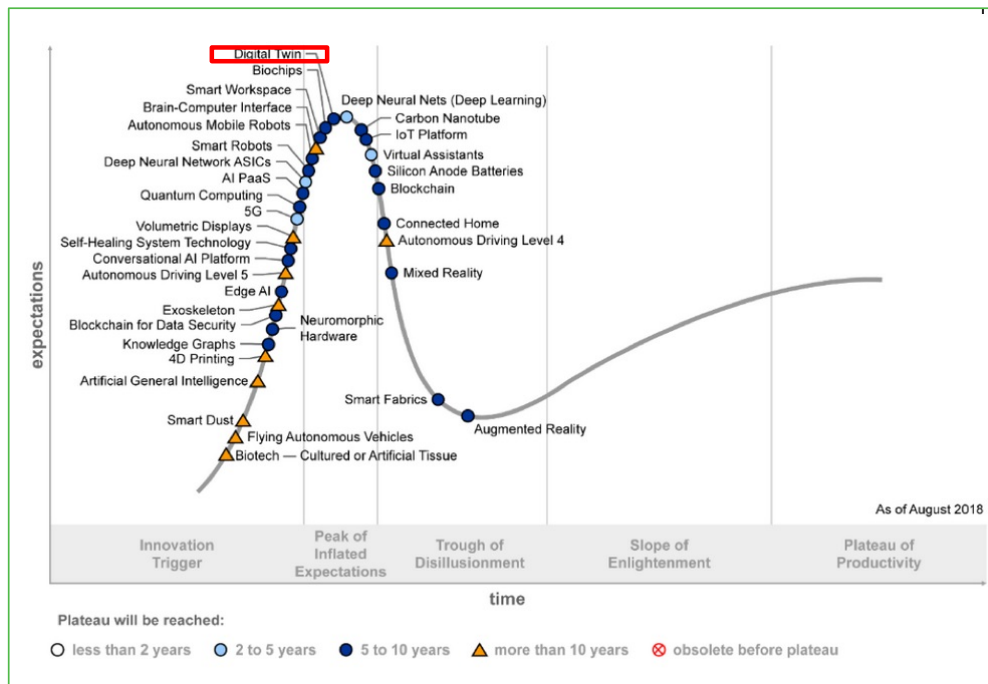 Digital Twin
Biochips
Smart Workspace
Brain-Computer Interface
Autonomous Mobile Robots
Smart Robots
Deep Neural Network ASICs
AI PaaS
Quantum Computing
5G
Volumetric Displays
Self-Healing System Technology
Conversational AI Platform
Autonomous Driving Level 5
Edge AI
Exoskeleton
Blockchain for Data Security
Neuromorphic
Hardware
Knowledge Graphs
4D Printing
Artificial General Intelligence
Smart Dust
Flying Autonomous Vehicles
Biotech — Cultured or Artificial Tissue
Deep Neural Nets (Deep Learning)
Carbon Nanotube
IoT Platform
Virtual Assistants
Silicon Anode Batteries
Blockchain
Connected Home
Autonomous Driving Level 4
Mixed Reality
Smart Fabrics
Augmented Reality
expectations
As of August 2018
Innovation
Trigger
Peak of
Inflated
Expectations
Trough of
Disillusionment
Slope of
Enlightenment
Plateau of
Productivity
time
Plateau will be reached:
less than 2 years
2 to 5 years
5 to 10 years
more than 10 years
obsolete before plateau